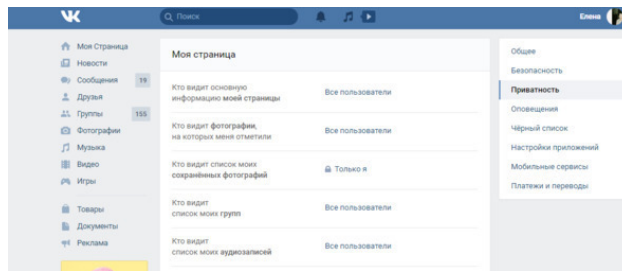 Поиск
Елена
Моя Страница
Новости
Сообщения 19
Друзья
Группы 155
Фотографии
Музыка
Видео
Игры
Товары
Документы
Реклама
Моя страница
Кто видит основную
информацию моей страницы
Все пользователи
Кто видит фотографии,
на которых меня отметили
Все пользователи
Кто видит список моих
сохранённых фотографий
Только я
Кто видит
список моих групп
Все пользователи
Кто видит
список моих аудиозаписей
Все пользователи
Общее
Безопасность
Приватность
Оповещения
Чёрный список
Настройки приложений
Мобильные сервисы
Платежи и переводы